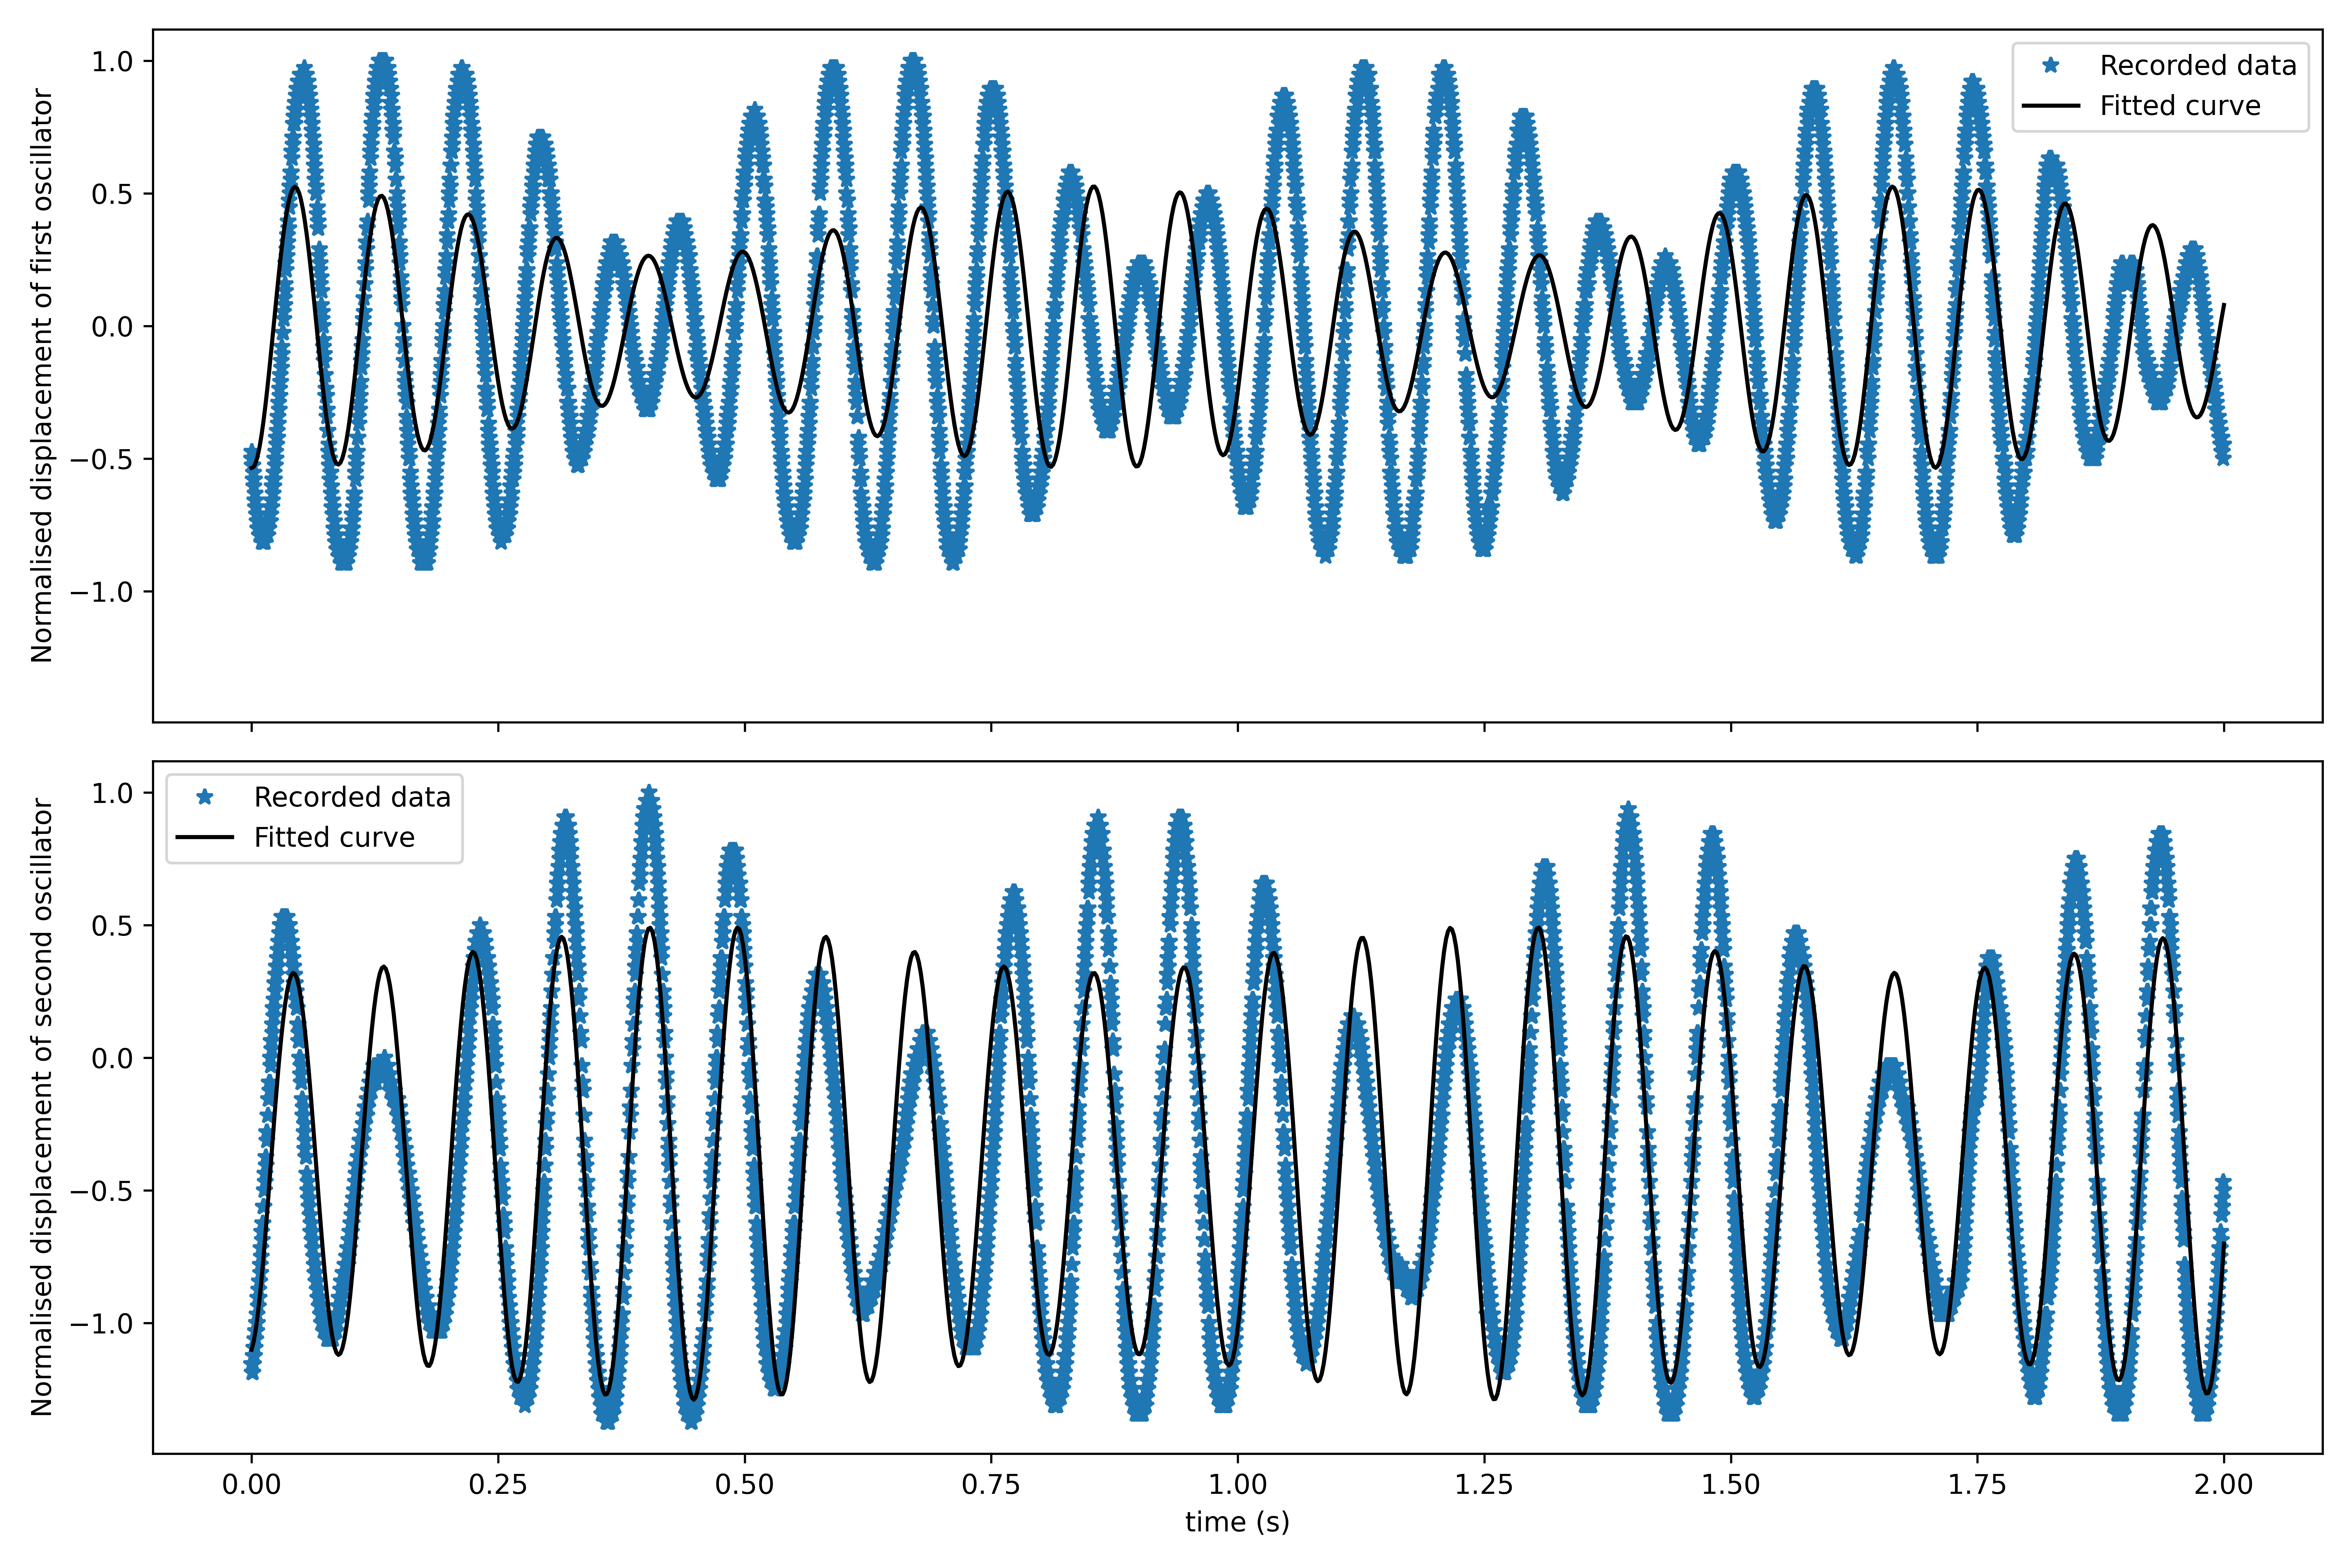 Normalised displacement of first oscillator
1.0
0.5
0.0
−0.5
−1.0
Recorded data
Fitted curve
Normalised displacement of second oscillator
1.0
0.5
0.0
−0.5
−1.0
Recorded data
Fitted curve
0.00 0.25 0.50 0.75 1.00 1.25 1.50 1.75 2.00
time (s)